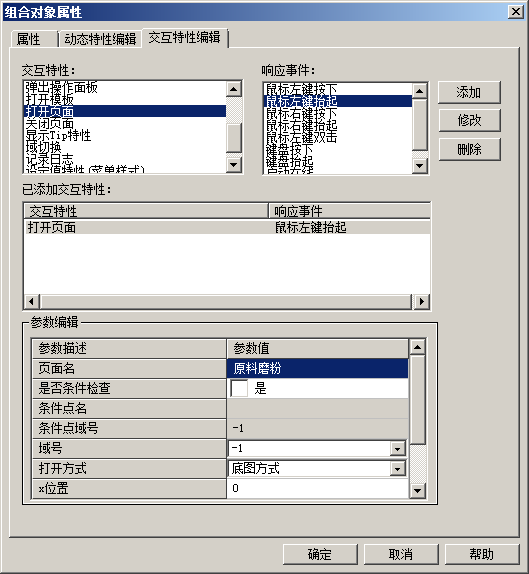 组合对象属性
属性 动态特性编辑 交互特性编辑
交互特性: 响应事件:
弹出操作面板
打开模板
打开页面
关闭页面
显示Tip特性
域切换
记录日志
设定值特性(菜单样式)
鼠标左键按下
鼠标左键抬起
鼠标右键按下
鼠标右键抬起
鼠标左键双击
键盘按下
键盘抬起
启动在线
添加
修改
删除
已添加交互特性:
交互特性 响应事件
打开页面 鼠标左键抬起
参数编辑
参数描述 参数值
页面名 原料磨粉
是否条件检查 是
条件点名
条件点域号 -1
域号 -1
打开方式 底图方式
x位置 0
确定 取消 帮助